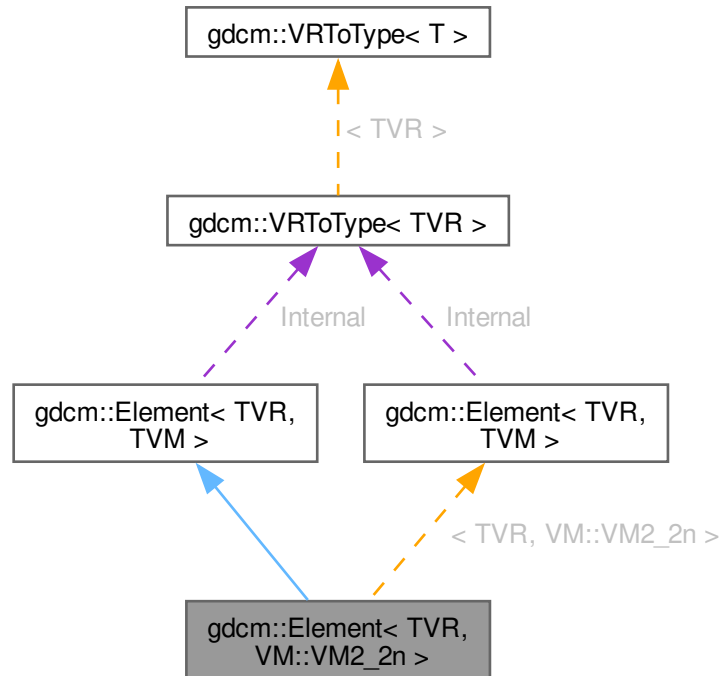 gdcm::VRToType< T >
< TVR >
gdcm::VRToType< TVR >
Internal
Internal
gdcm::Element< TVR,
TVM >
gdcm::Element< TVR,
TVM >
< TVR, VM::VM2_2n >
gdcm::Element< TVR,
VM::VM2_2n >